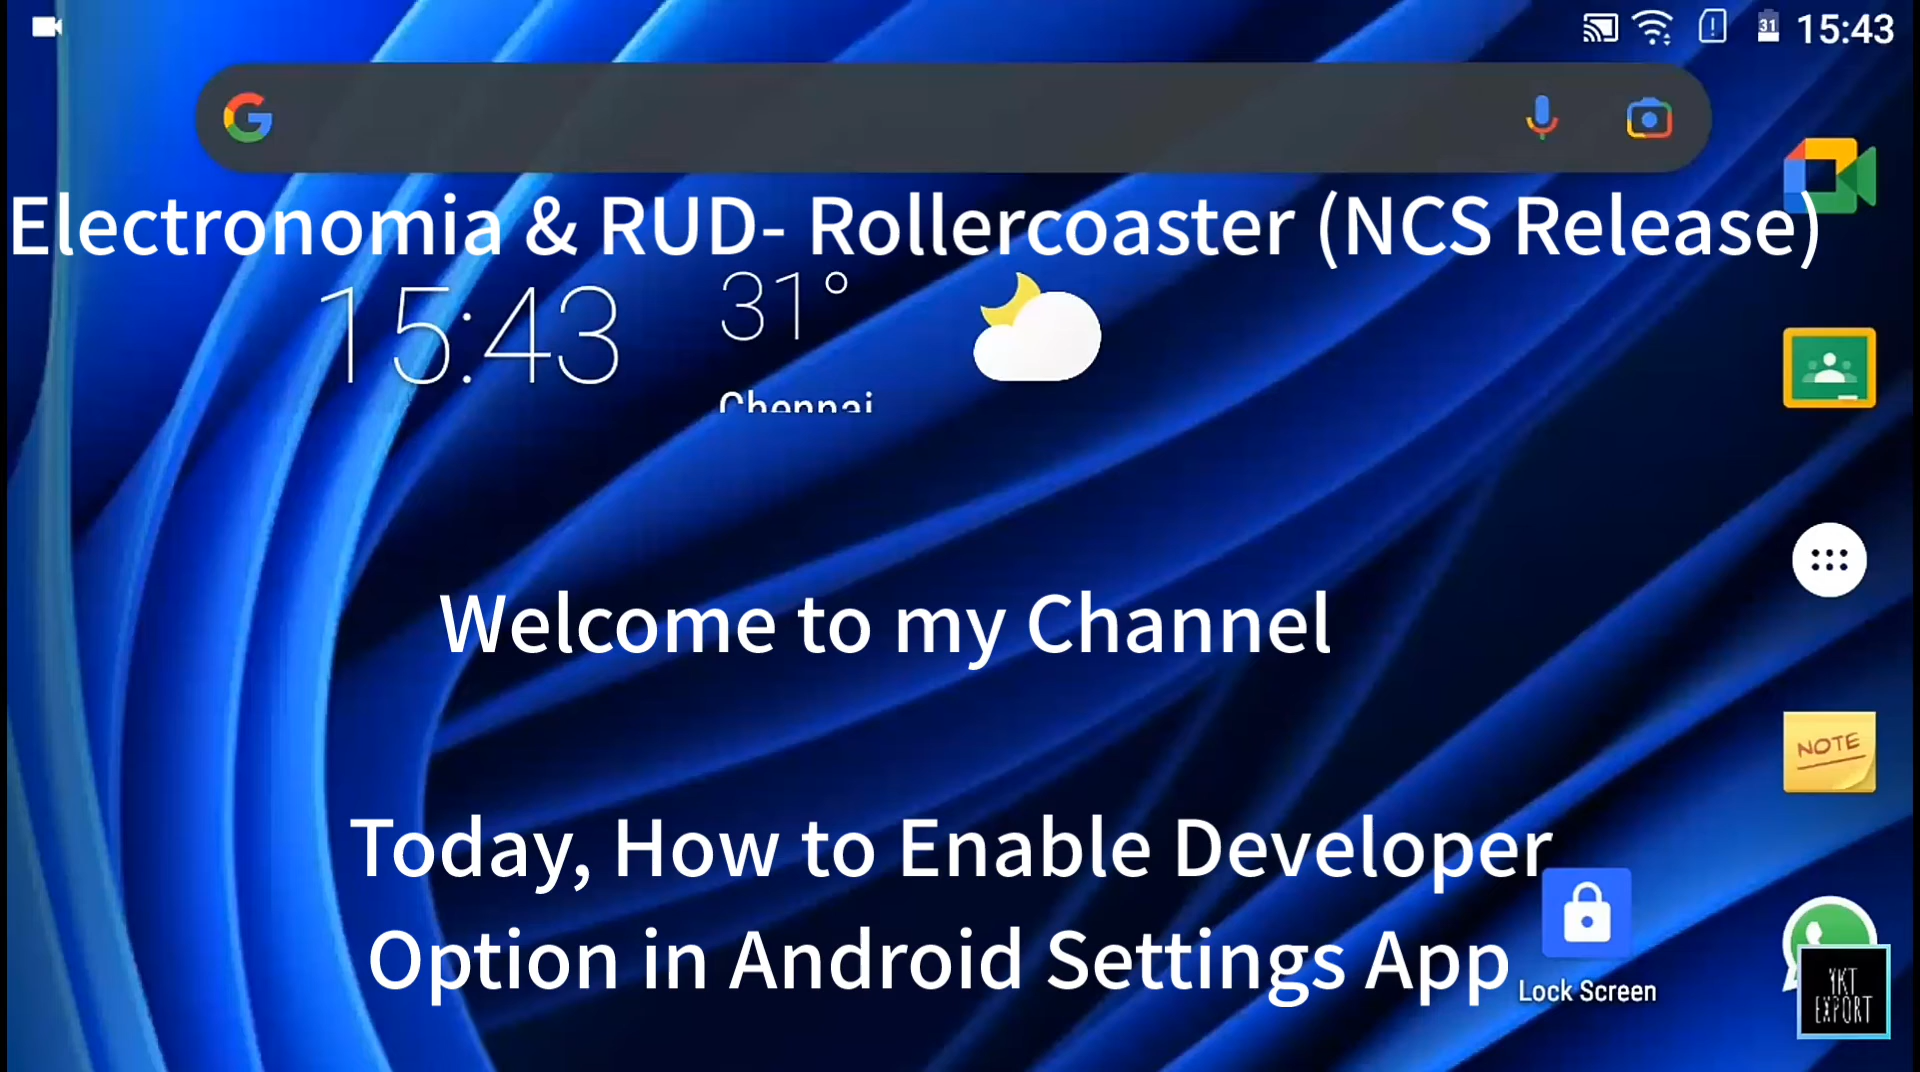 31
15:43
Electronomia & RUD- Rollercoaster (NCS Release)
15:43
31°
Chennai
Welcome to my Channel
NOTE
Today, How to Enable Developer
Option in Android Settings App
Lock Screen
YKT
EXPORT